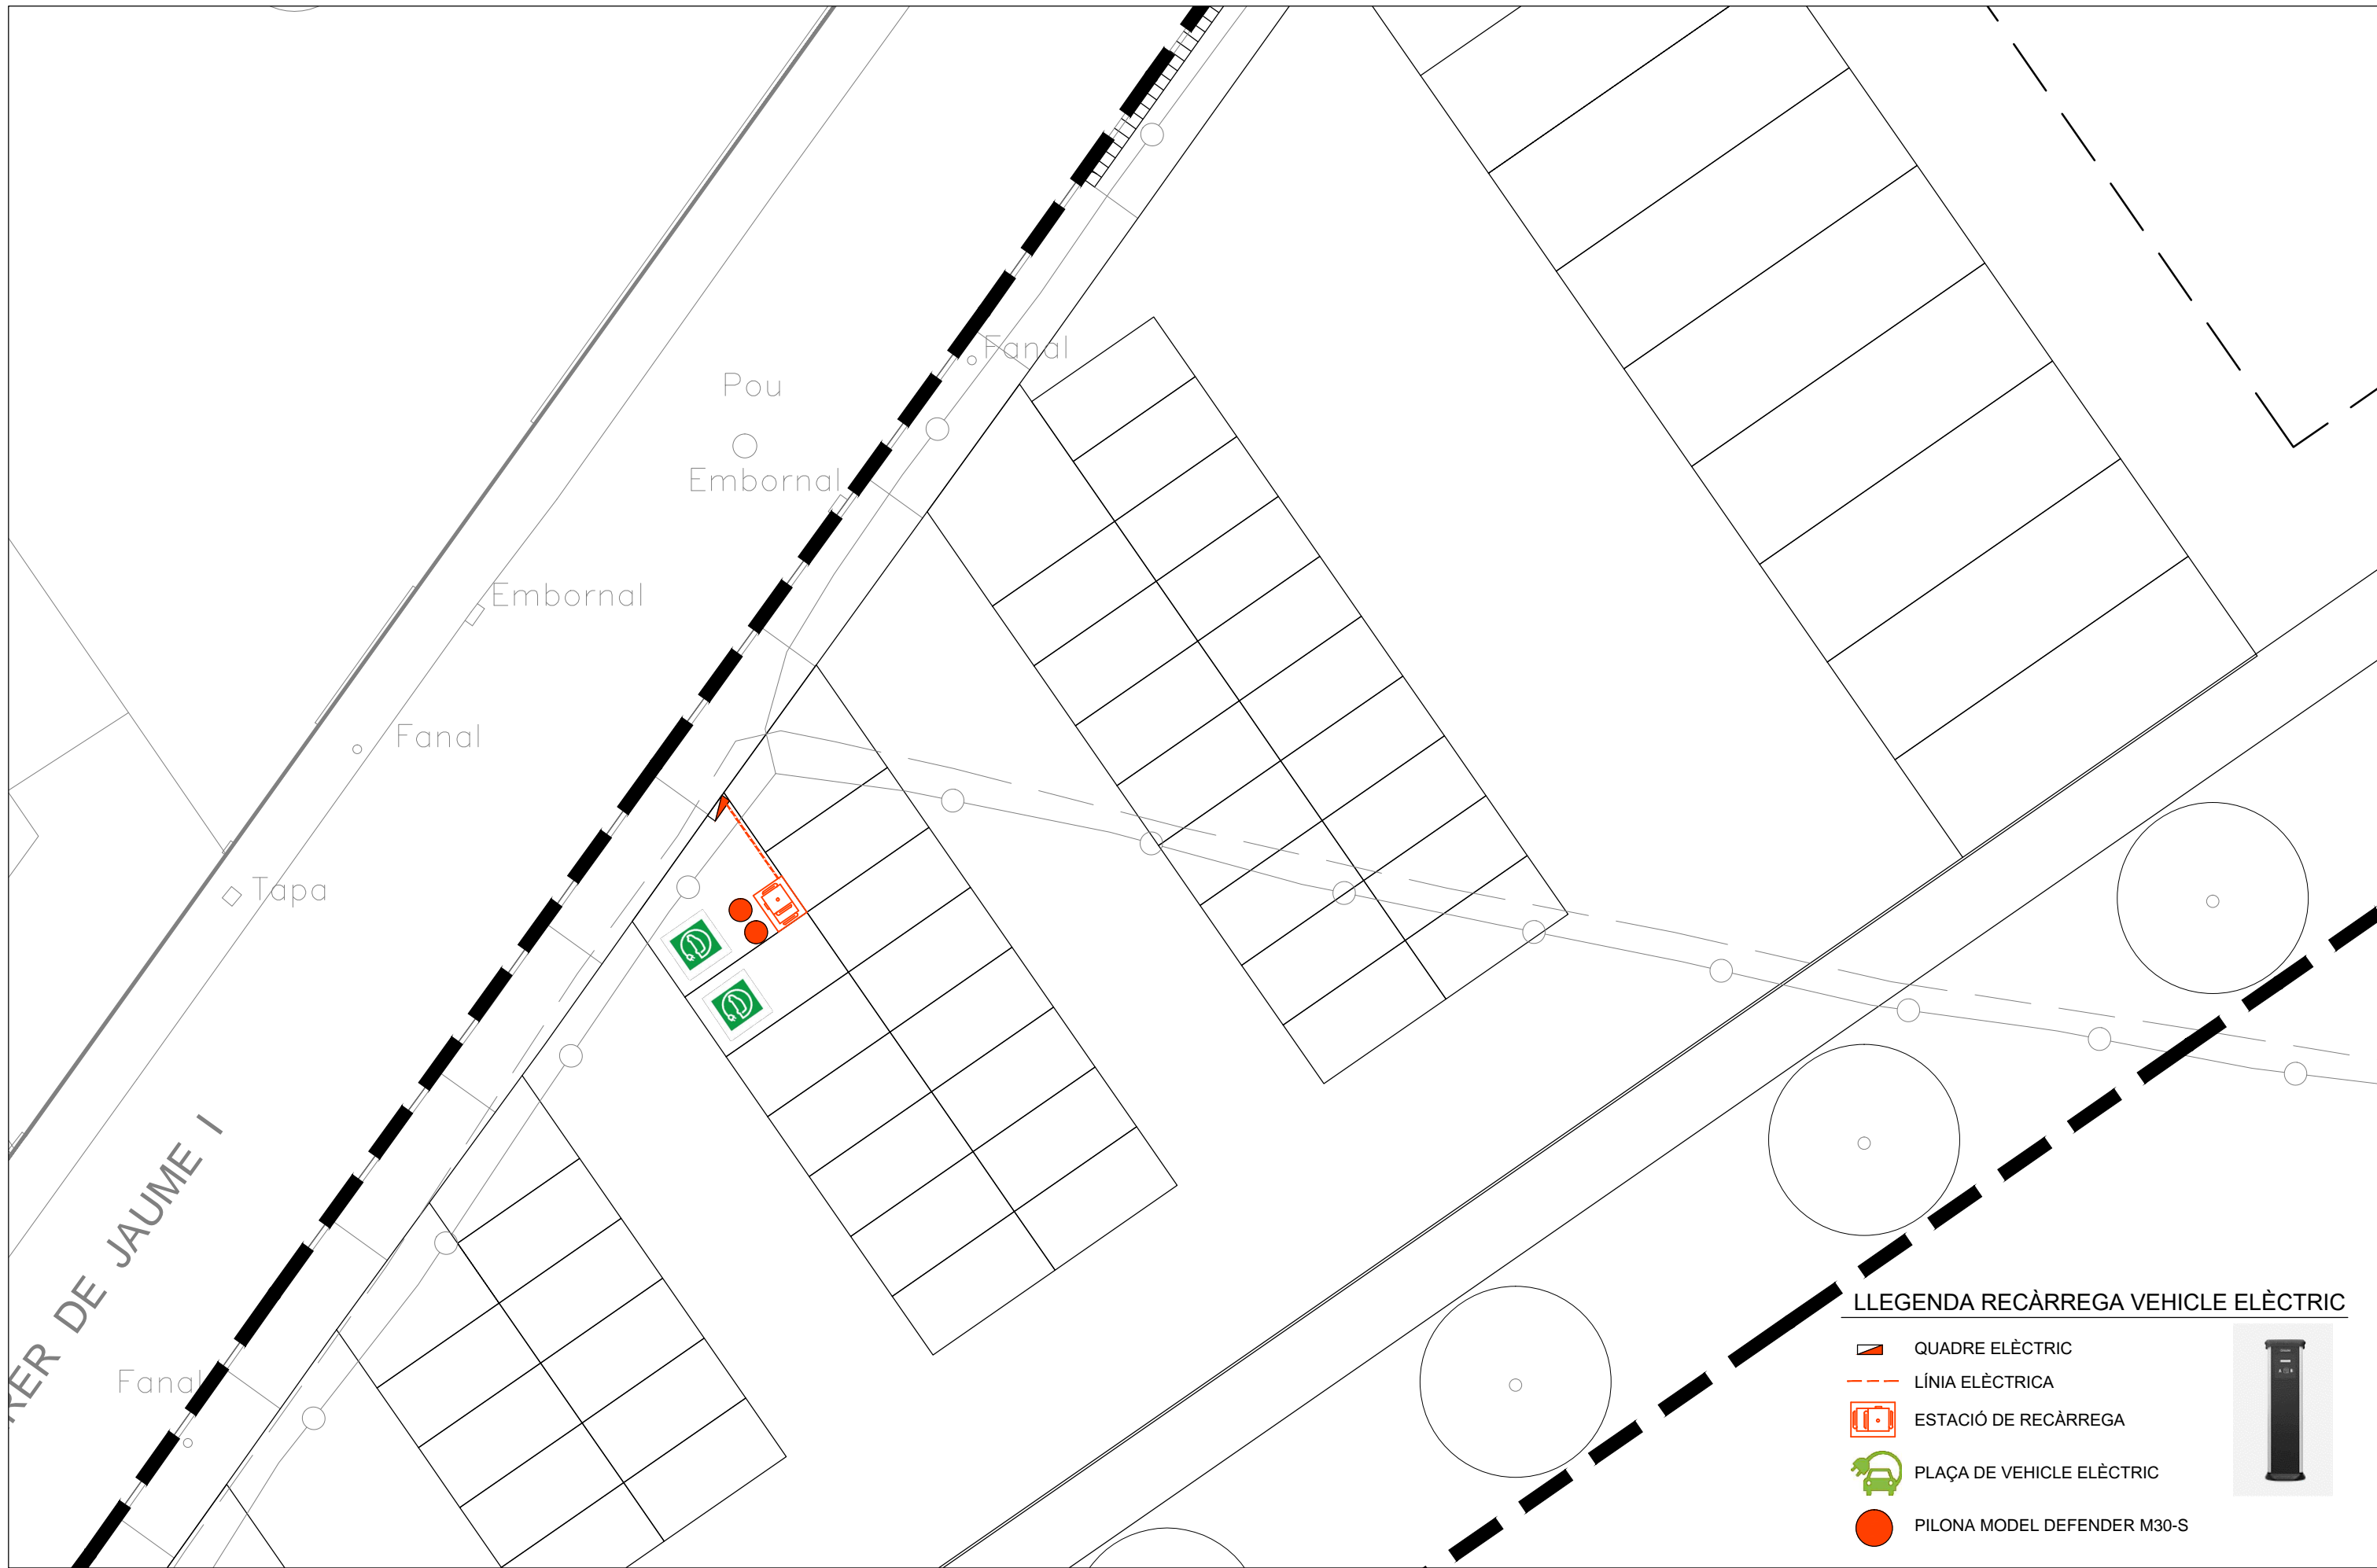 Fanal
Pou
Embornal
Embornal
Fanal
Tapa
RER DE JAUME I
Fanal
LLEGENDA RECÀRREGA VEHICLE ELÈCTRIC
QUADRE ELÈCTRIC
LÍNIA ELÈCTRICA
ESTACIÓ DE RECÀRREGA
PLAÇA DE VEHICLE ELÈCTRIC
PILONA MODEL DEFENDER M30-S